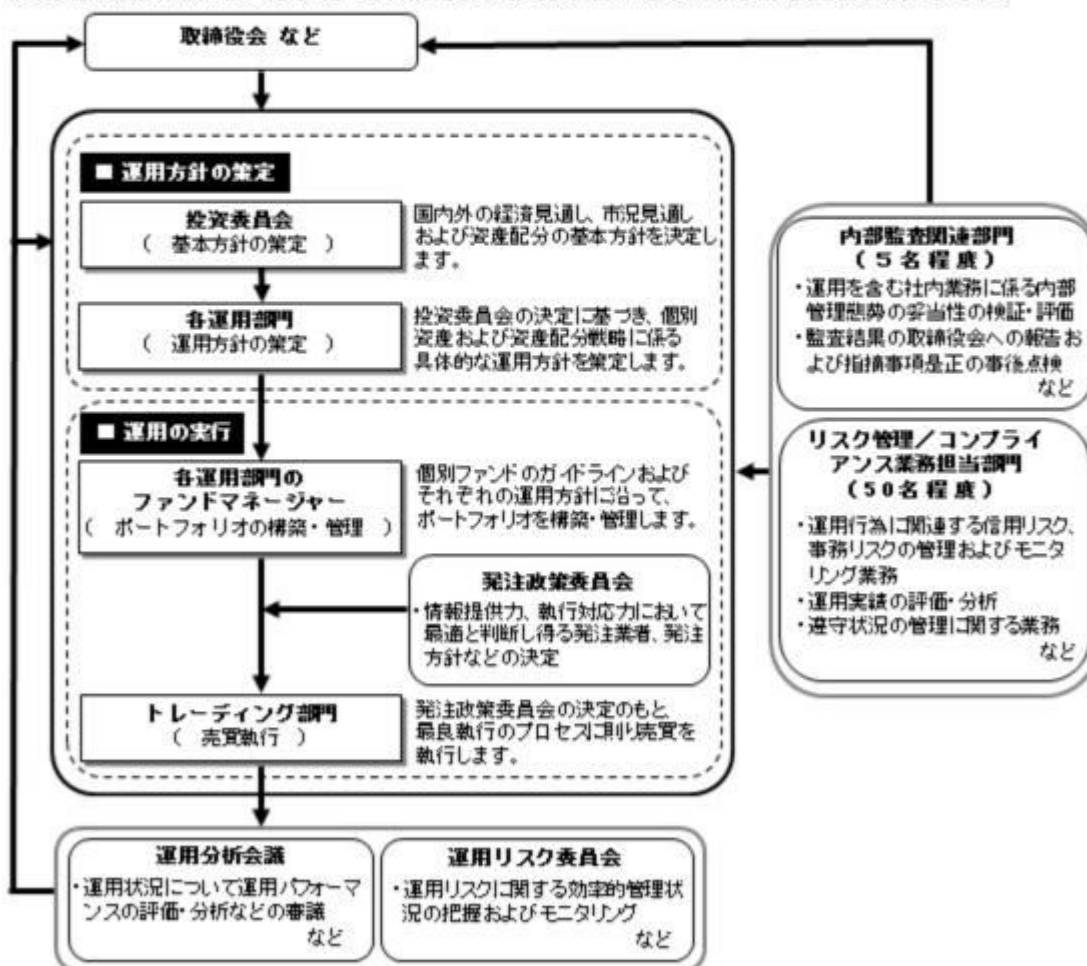 取締役会 など
■ 運用方針の策定
投資委員会
( 基本方針の策定 )
国内外の経済見通し、市況見通し
および資産配分の基本方針を決定し
ます。
各運用部門
( 運用方針の策定 )
投資委員会の決定に基づき、個別
資産および資産配分戦略に係る
具体的な運用方針を策定します。
■ 運用の実行
各運用部門の
ファンドマネージャー
( ポートフォリオの構築・管理 )
個別ファンドのガイドラインおよび
それぞれの運用方針に沿って、
ポートフォリオを構築・管理します。
発注政策委員会
・情報提供力、執行対応力において
最適と判断し得る発注業者、発注
方針などの決定
トレーディング部門
( 売買執行 )
発注政策委員会の決定のもと、
最良執行のプロセスに則り売買を
執行します。
内部監査関連部門
(5名程度)
・運用を含む社内業務に係る内部
管理態勢の妥当性の検証・評価
・監査結果の取締役会への報告お
よび指摘事項是正の事後点検
など
リスク管理/コンプライ
アンス業務担当部門
(50名程度)
・運用行為に関連する信用リスク、
事務リスクの管理およびモニタ
リング業務
・運用実績の評価・分析
・遵守状況の管理に関する業務
など
運用分析会議
・運用状況について運用パフォーマ
ンスの評価・分析などの審議
など
運用リスク委員会
・運用リスクに関する効率的管理状
況の把握およびモニタリング
など